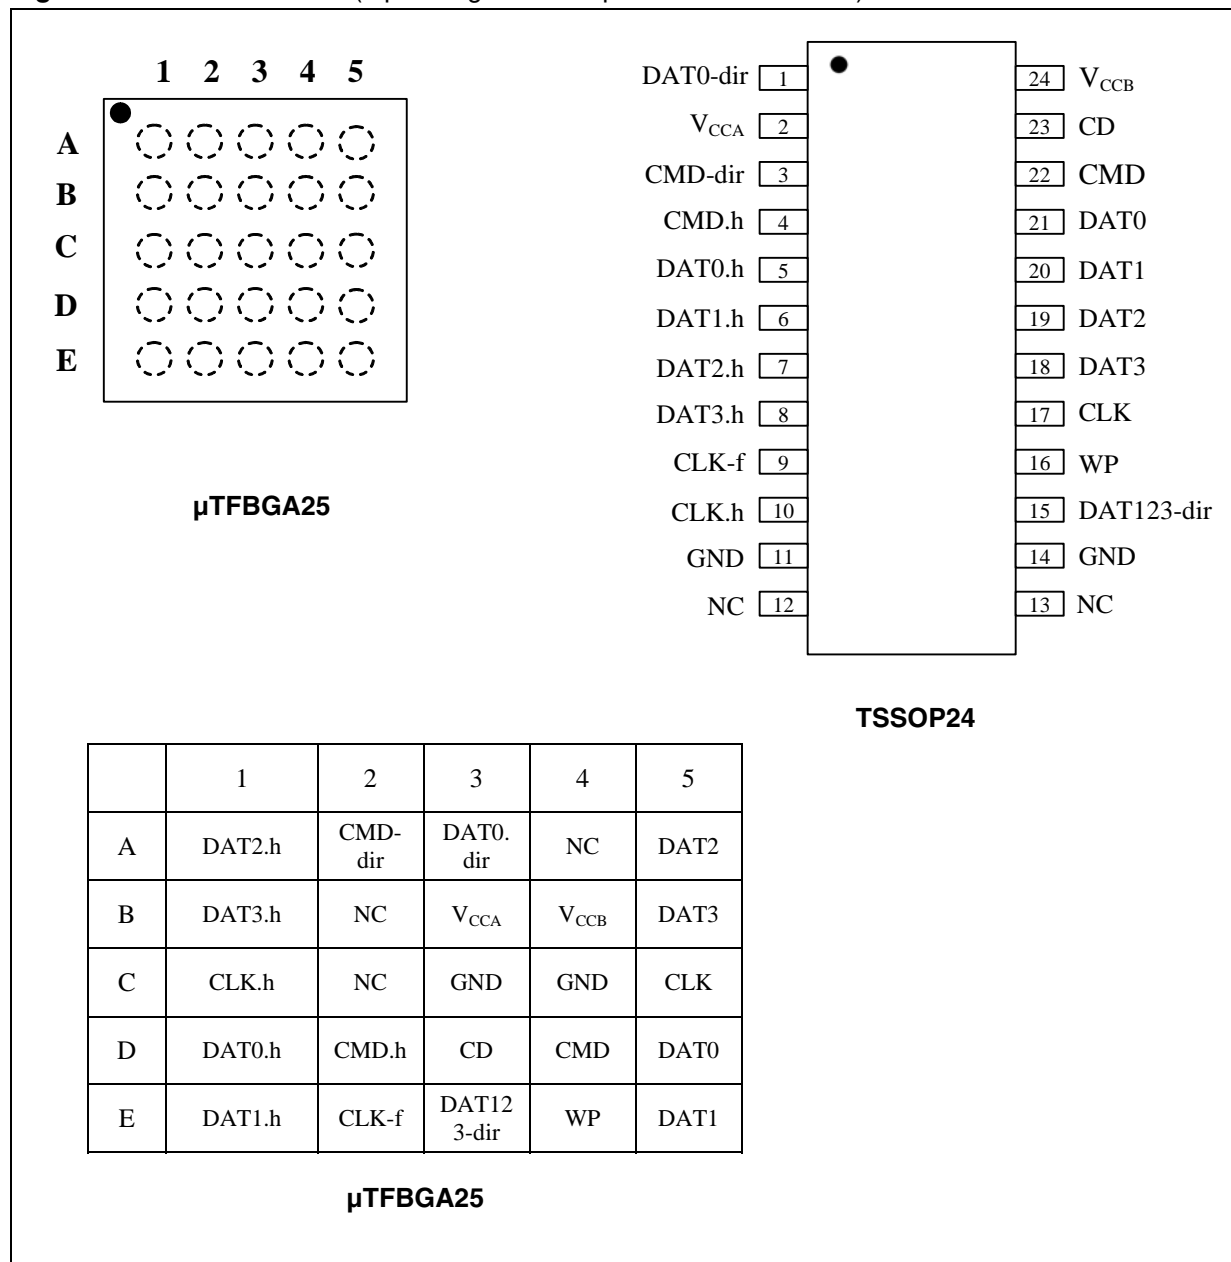 1 2 3 4 5
A
B
C
D
E
µTFBGA25
DAT0-dir 1
VCCA 2
CMD-dir 3
CMD.h 4
DAT0.h 5
DAT1.h 6
DAT2.h 7
DAT3.h 8
CLK-f 9
CLK.h 10
GND 11
NC 12
24 VCCB
23 CD
22 CMD
21 DAT0
20 DAT1
19 DAT2
18 DAT3
17 CLK
16 WP
15 DAT123-dir
14 GND
13 NC
TSSOP24
1 2 3 4 5
A DAT2.h CMD-dir DAT0.dir NC DAT2
B DAT3.h NC VCCA VCCB DAT3
C CLK.h NC GND GND CLK
D DAT0.h CMD.h CD CMD DAT0
E DAT1.h CLK-f DAT123-dir WP DAT1
µTFBGA25